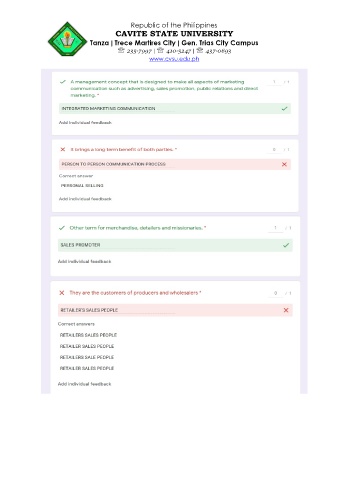 Republic of the Philippines
CAVITE STATE UNIVERSITY
Tanza | Trece Martires City | Gen. Trias City Campus
☏ 235-7997 | ☏ 410-5247 | ☏ 437-0693
www.cvsu.edu.ph
A management concept that is designed to make all aspects of marketing
communication such as advertising, sales promotion, public relations and direct
marketing. *
INTEGRATED MARKETING COMMUNICATION
Add individual feedback
It brings a long term benefit of both parties. *
PERSON TO PERSON COMMUNICATION PROCESS
Correct answer
PERSONAL SELLING
Add individual feedback
Other term for merchandise, detailers and missionaries. *
1 / 1
SALES PROMOTER
Add individual feedback
They are the customers of producers and wholesalers *
0 / 1
RETAILER'S SALES PEOPLE
Correct answers
RETAILERS SALES PEOPLE
RETAILER SALES PEOPLE
RETAILERS SALE PEOPLE
RETAILER SALE PEOPLE
Add individual feedback